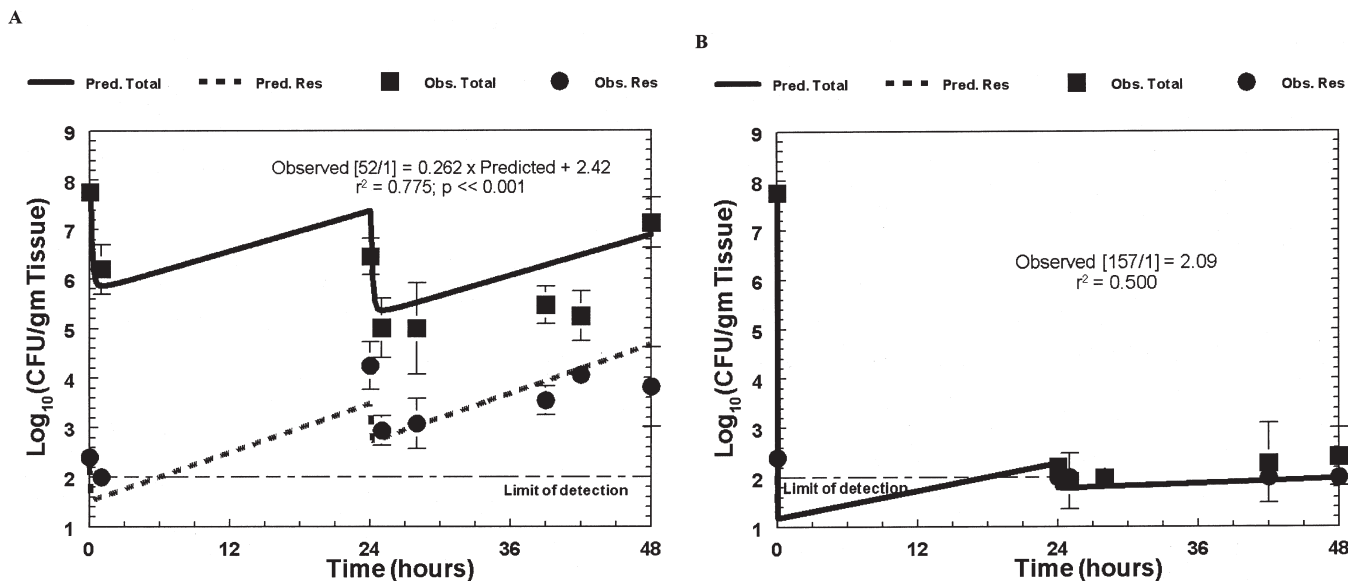 A
Pred. Total Pred. Res Obs. Total Obs. Res
Log10(CFU/gm Tissue)
9
8
7
6
5
4
3
2
1
Observed [52/1] = 0.262 x Predicted + 2.42
r2 = 0.775; p << 0.001
Limit of detection
0 12 24 36 48
Time (hours)
B
Pred. Total Pred. Res Obs. Total Obs. Res
Log10(CFU/gm Tissue)
9
8
7
6
5
4
3
2
1
Observed [157/1] = 2.09
r2 = 0.500
Limit of detection
0 12 24 36 48
Time (hours)